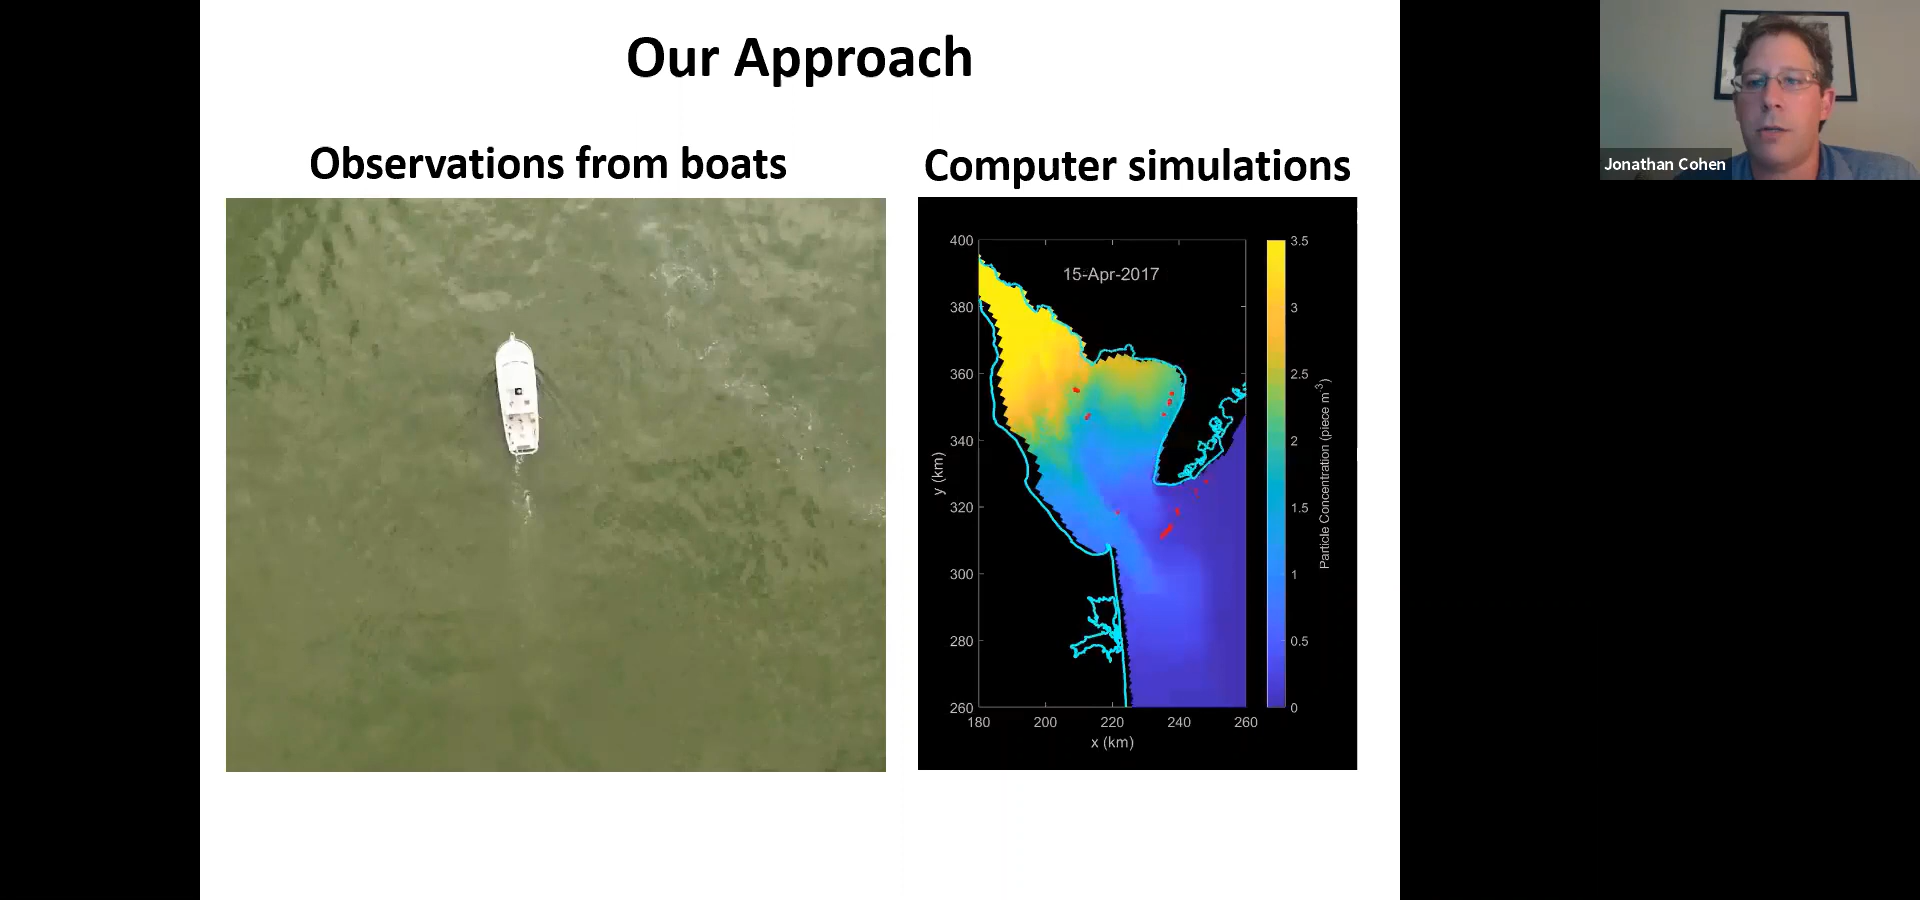 Our Approach
Observations from boats
Computer simulations
15-Apr-2017
400
380
360
340
320
300
280
260
y (km)
180
200
220
240
260
x (km)
3.5
3
2.5
2
1.5
1
0.5
0
Particle Concentration (piece m⁻³)
Jonathan Cohen